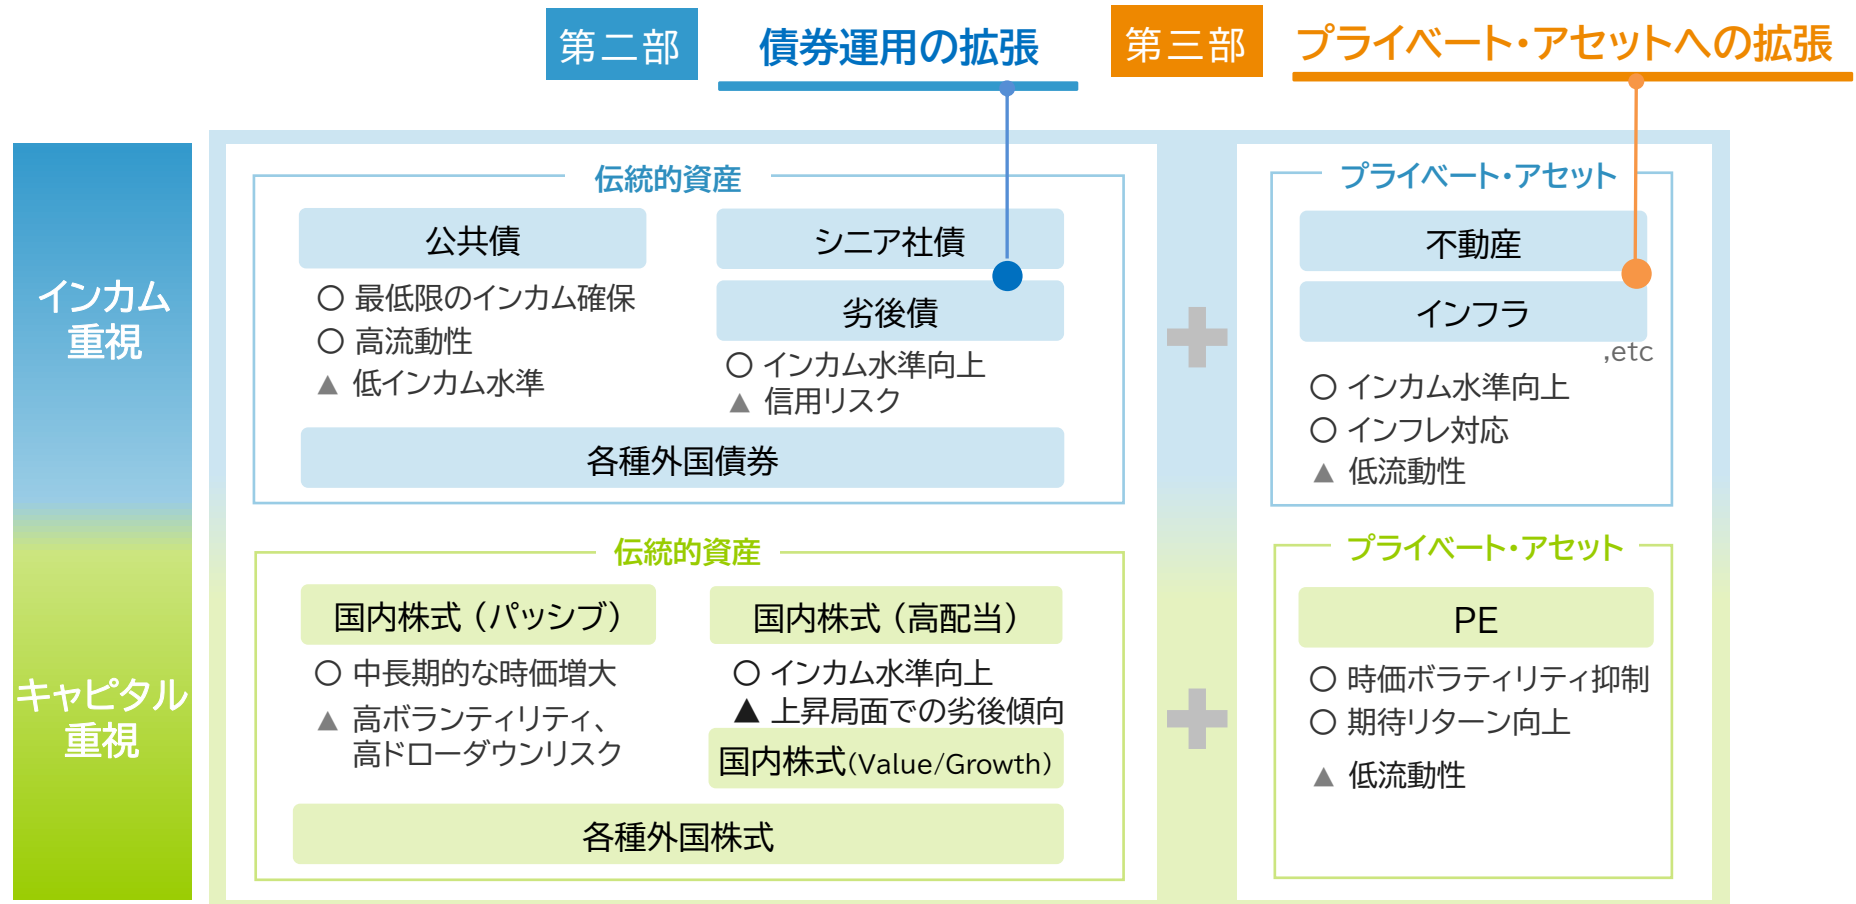 第二部
債券運用の拡張
第三部
プライベート・アセットへの拡張
インカム
重視
伝統的資産
公共債
○ 最低限のインカム確保
○ 高流動性
▲ 低インカム水準
シニア社債
劣後債
○ インカム水準向上
▲ 信用リスク
各種外国債券
プライベート・アセット
不動産
インフラ
,etc
○ インカム水準向上
○ インフレ対応
▲ 低流動性
キャピタル
重視
伝統的資産
国内株式（パッシブ）
○ 中長期的な時価増大
▲ 高ボランティリティ、
高ドローダウンリスク
国内株式（高配当）
○ インカム水準向上
▲ 上昇局面での劣後傾向
国内株式(Value/Growth)
各種外国株式
プライベート・アセット
PE
○ 時価ボラティリティ抑制
○ 期待リターン向上
▲ 低流動性